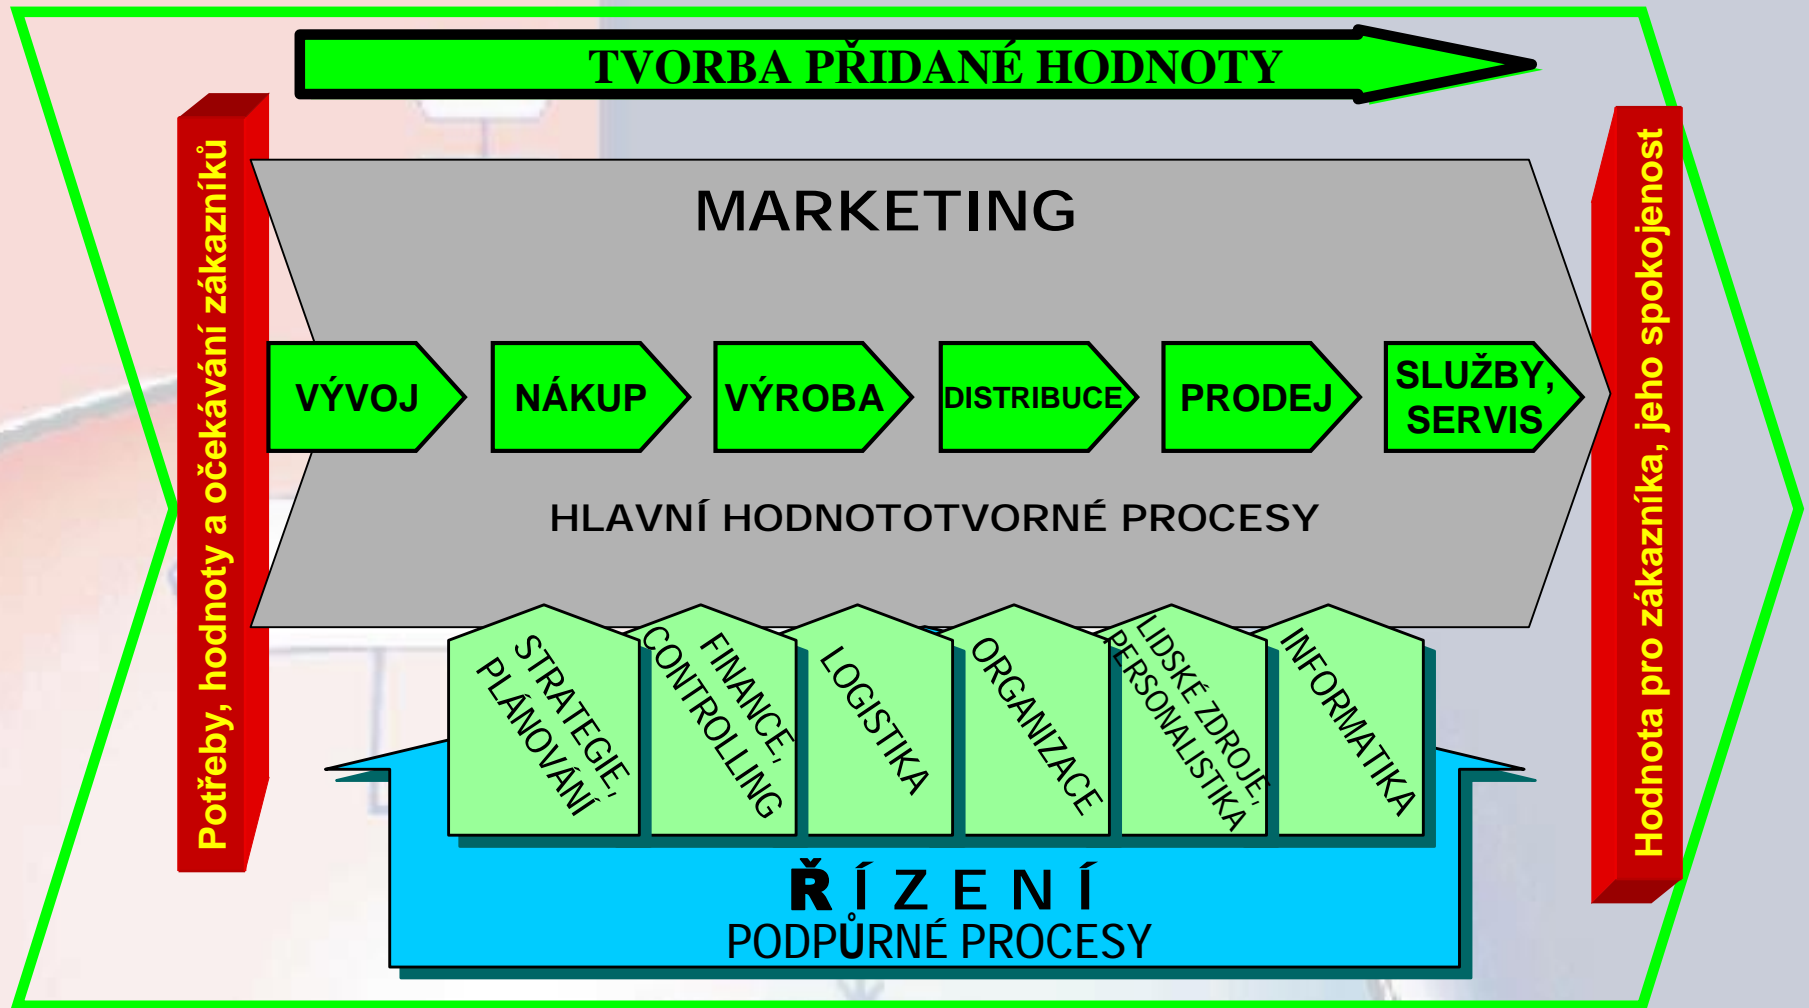 TVORBA PŘIDANÉ HODNOTY
Potřeby, hodnoty a očekávání zákazníků
MARKETING
VÝVOJ
NÁKUP
VÝROBA
DISTRIBUCE
PRODEJ
SLUŽBY,
SERVIS
HLAVNÍ HODNOTOTVORNÉ PROCESY
STRATEGIE,
PLÁNOVÁNÍ
FINANCE,
CONTROLLING
LOGISTIKA
ORGANIZACE
LIDSKÉ ZDROJE,
PERSONALISTIKA
INFORMATIKA
ŘÍZENÍ
PODPŮRNÉ PROCESY
Hodnota pro zákazníka, jeho spokojenost